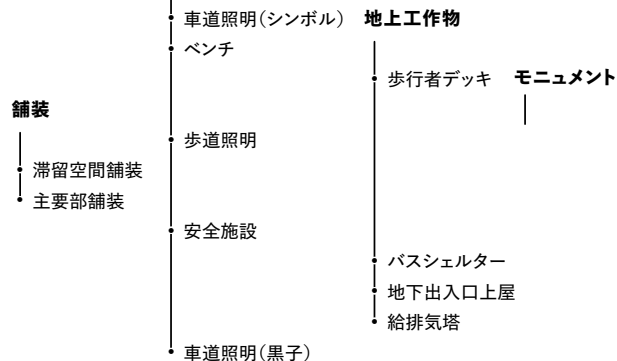 舗装
滞留空間舗装
主要部舗装
車道照明(シンボル)
ベンチ
歩道照明
安全施設
車道照明(黒子)
地上工作物
歩行者デッキ
バスシェルター
地下出入口上屋
給排気塔
モニュメント